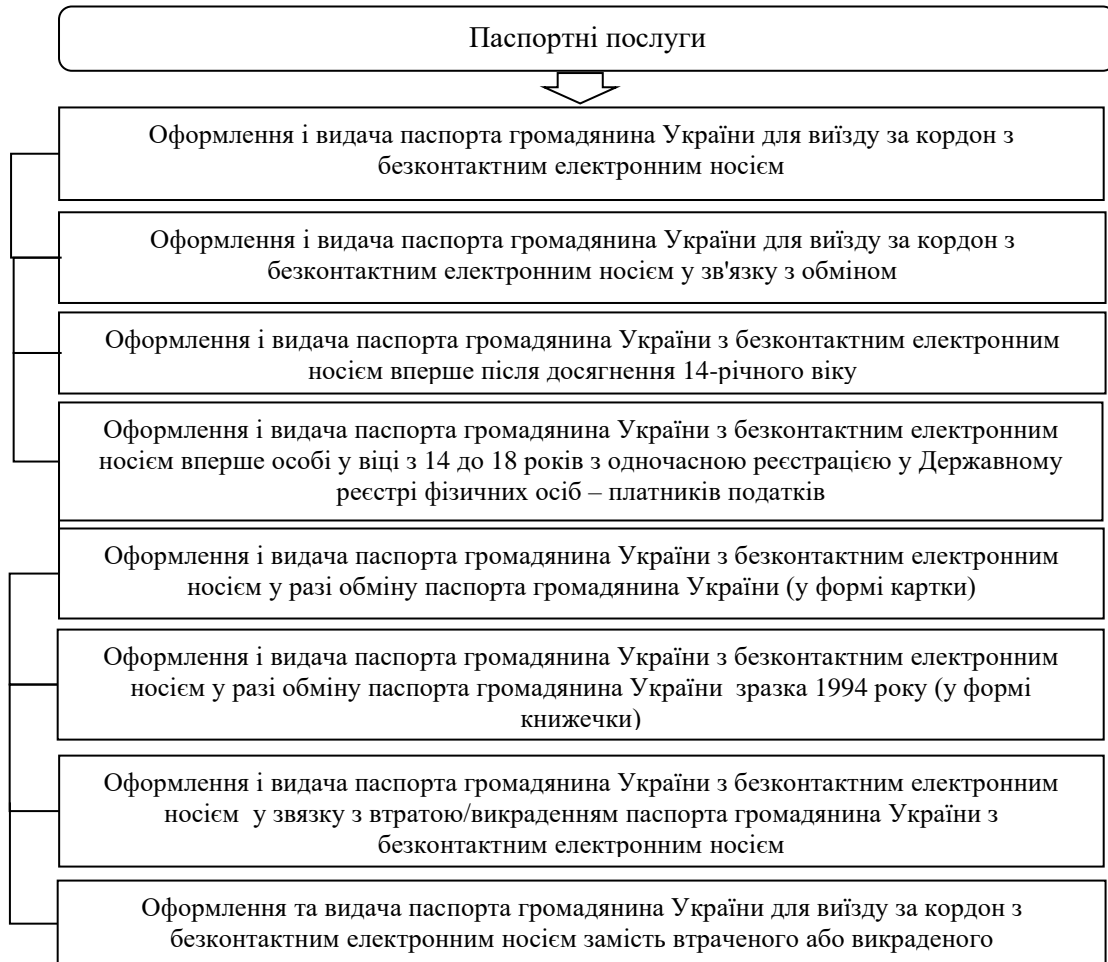 Паспортні послуги
Оформлення і видача паспорта громадянина України для виїзду за кордон з
безконтактним електронним носієм
Оформлення і видача паспорта громадянина України для виїзду за кордон з
безконтактним електронним носієм у зв'язку з обміном
Оформлення і видача паспорта громадянина України з безконтактним електронним
носієм вперше після досягнення 14-річного віку
Оформлення і видача паспорта громадянина України з безконтактним електронним
носієм вперше особі у віці з 14 до 18 років з одночасною реєстрацією у Державному
реєстрі фізичних осіб – платників податків
Оформлення і видача паспорта громадянина України з безконтактним електронним
носієм у разі обміну паспорта громадянина України (у формі картки)
Оформлення і видача паспорта громадянина України з безконтактним електронним
носієм у разі обміну паспорта громадянина України зразка 1994 року (у формі
книжечки)
Оформлення і видача паспорта громадянина України з безконтактним електронним
носієм у звязку з втратою/викраденням паспорта громадянина України з
безконтактним електронним носієм
Оформлення та видача паспорта громадянина України для виїзду за кордон з
безконтактним електронним носієм замість втраченого або викраденого